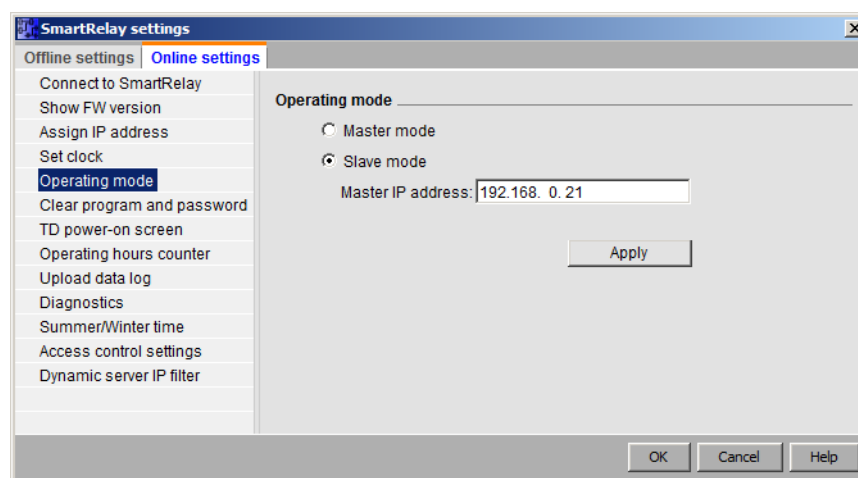 SmartRelay settings
Offline settings Online settings
Connect to SmartRelay
Show FW version
Assign IP address
Set clock
Operating mode
Clear program and password
TD power-on screen
Operating hours counter
Upload data log
Diagnostics
Summer/Winter time
Access control settings
Dynamic server IP filter
Operating mode
Master mode
Slave mode
Master IP address: 192.168. 0. 21
Apply
OK Cancel Help